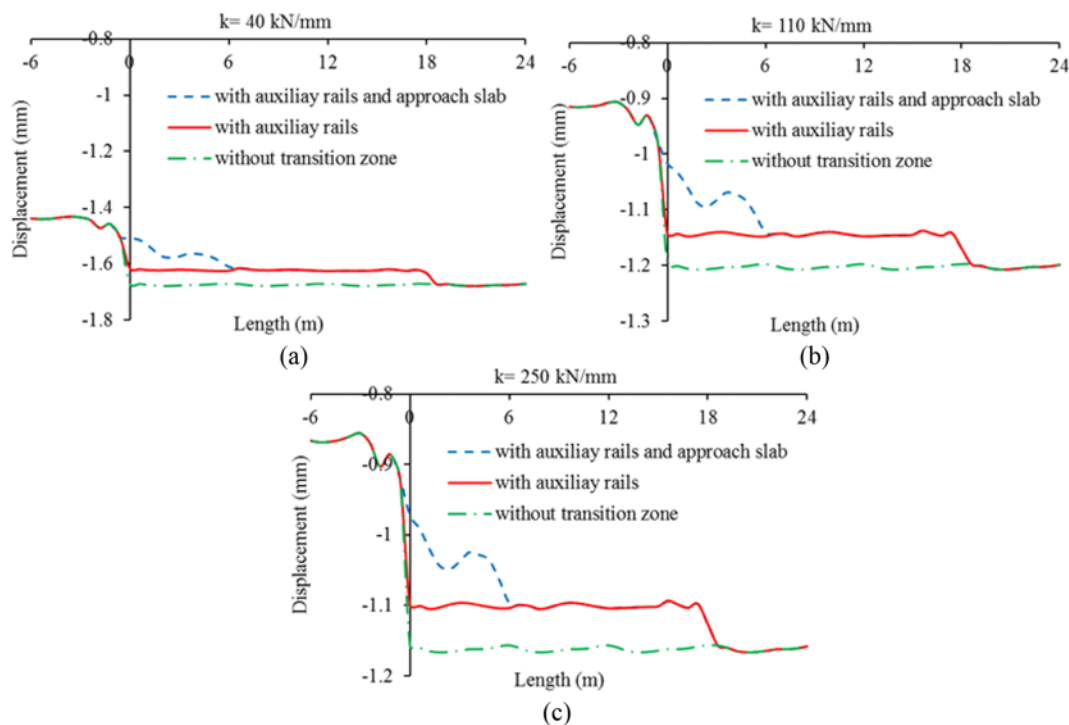 k= 40 kN/mm
-0.8
-6 0 6 12 18 24
-1
-1.2
-1.4
-1.6
-1.8
Displacement (mm)
with auxiliay rails and approach slab
with auxiliay rails
without transition zone
Length (m)
(a)
k= 110 kN/mm
-0.8
-6 0 6 12 18 24
-0.9
-1
-1.1
-1.2
-1.3
Displacement (mm)
with auxiliay rails and approach slab
with auxiliay rails
without transition zone
Length (m)
(b)
k= 250 kN/mm
-0.8
-6 0 6 12 18 24
-0.9
-1
-1.1
-1.2
Displacement (mm)
with auxiliay rails and approach slab
with auxiliay rails
without transition zone
Length (m)
(c)